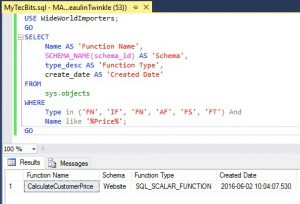 MyTecBits.sql - MA...eaulinTwinkle (53))
USE WideWorldImporters;
GO
SELECT
Name AS 'Function Name',
SCHEMA_NAME(schema_id) AS 'Schema',
type_desc AS 'Function Type',
create_date AS 'Created Date'
FROM
sys.objects
WHERE
Type in ('FN', 'IF', 'FN', 'AF', 'FS', 'FT') And
Name like '%Price%';
GO
100 %
Results Messages
Function Name Schema Function Type Created Date
1 CalculateCustomerPrice Website SQL_SCALAR_FUNCTION 2016-06-02 10:04:07.530